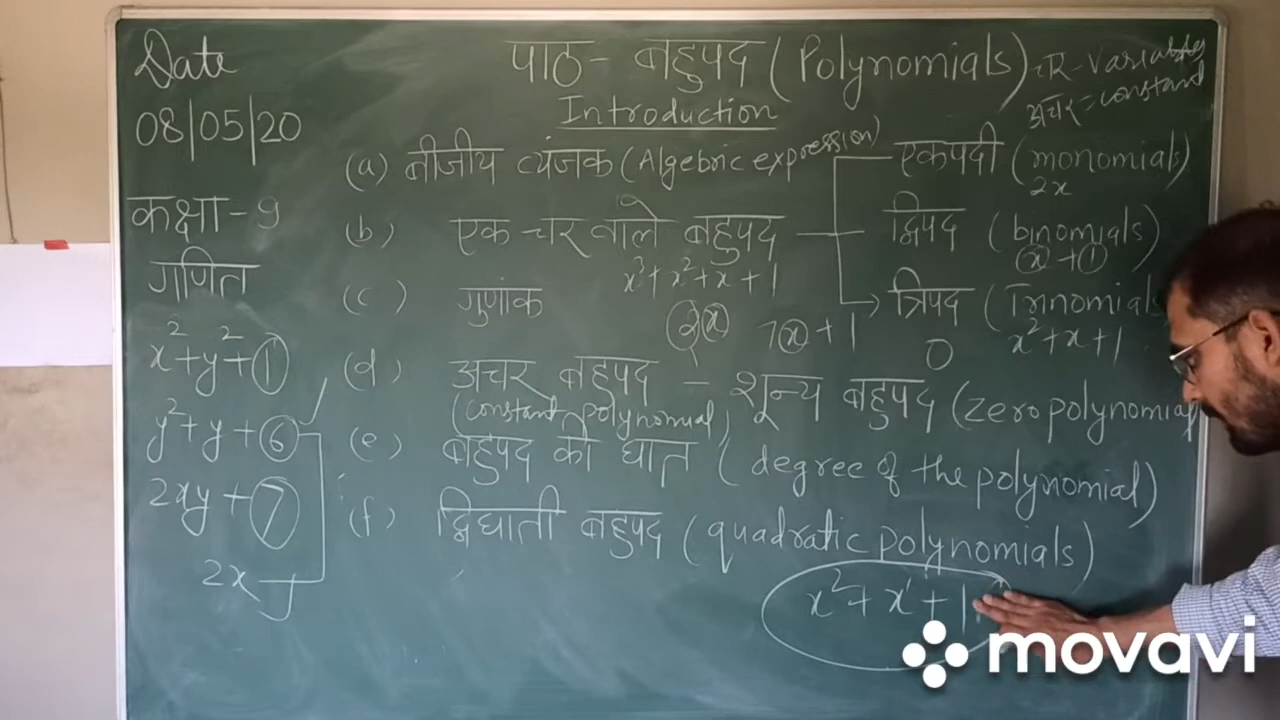 Date
08/05/20
कक्षा-9
गणित
x²+y²+1
y²+y+6
2xy+7
2x
पाठ- बहुपद (Polynomials)
Introduction
चर-Variables
अचर=constant
(a) बीजीय व्यंजक (Algebric expression)
(b) एक चर वाले बहुपद
x³+x²+x+1
एकपदी (monomials)
2x
द्विपद (binomials)
x+1
त्रिपद (Trinomials
x²+x+1
(c) गुणांक
2x 7x+1
0
(d) अचर बहुपद - शून्य बहुपद (zero polynomial
(constant polynomial)
(e) बहुपद की घात (degree of the polynomial)
(f) द्विघाती बहुपद (quadratic polynomials)
x²+x¹+1
movavi